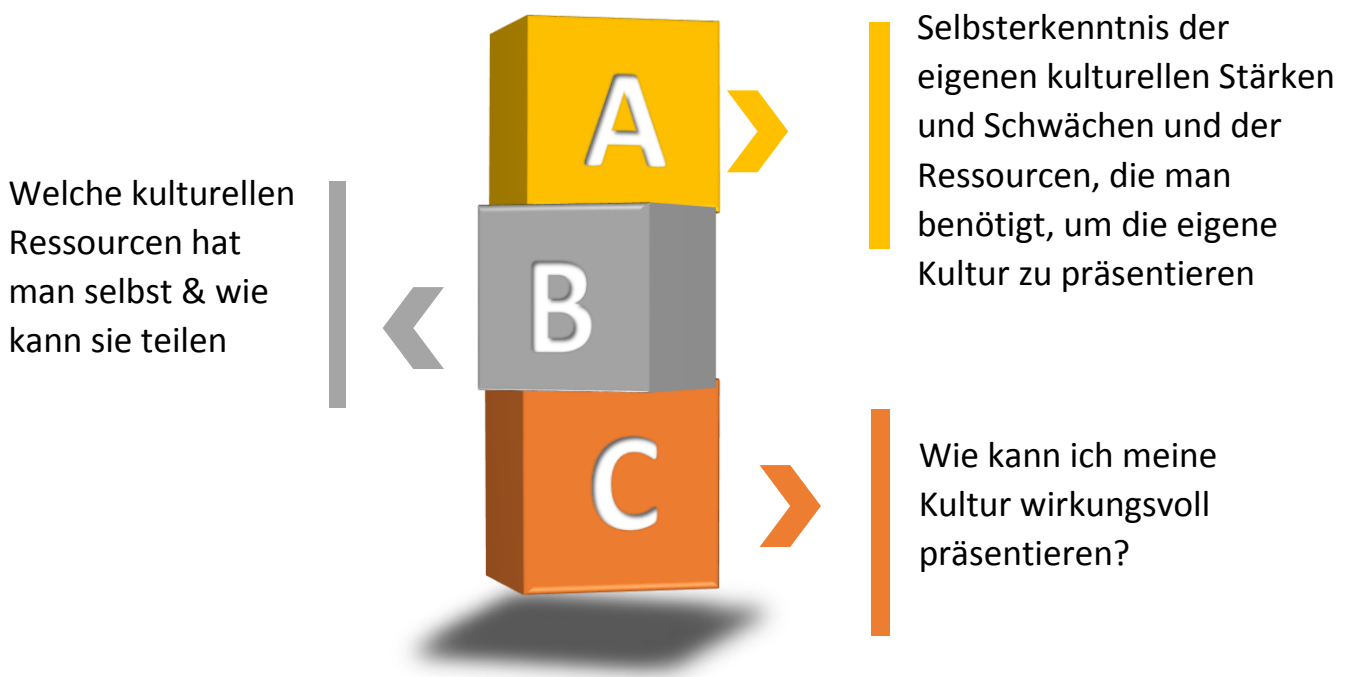 A
Selbsterkenntnis der
eigenen kulturellen Stärken
und Schwächen und der
Ressourcen, die man
benötigt, um die eigene
Kultur zu präsentieren
B
Welche kulturellen
Ressourcen hat
man selbst & wie
kann sie teilen
C
Wie kann ich meine
Kultur wirkungsvoll
präsentieren?